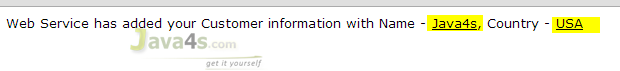 Web Service has added your Customer information with Name - Java4s, Country - USA
Java4s.com
get it yourself